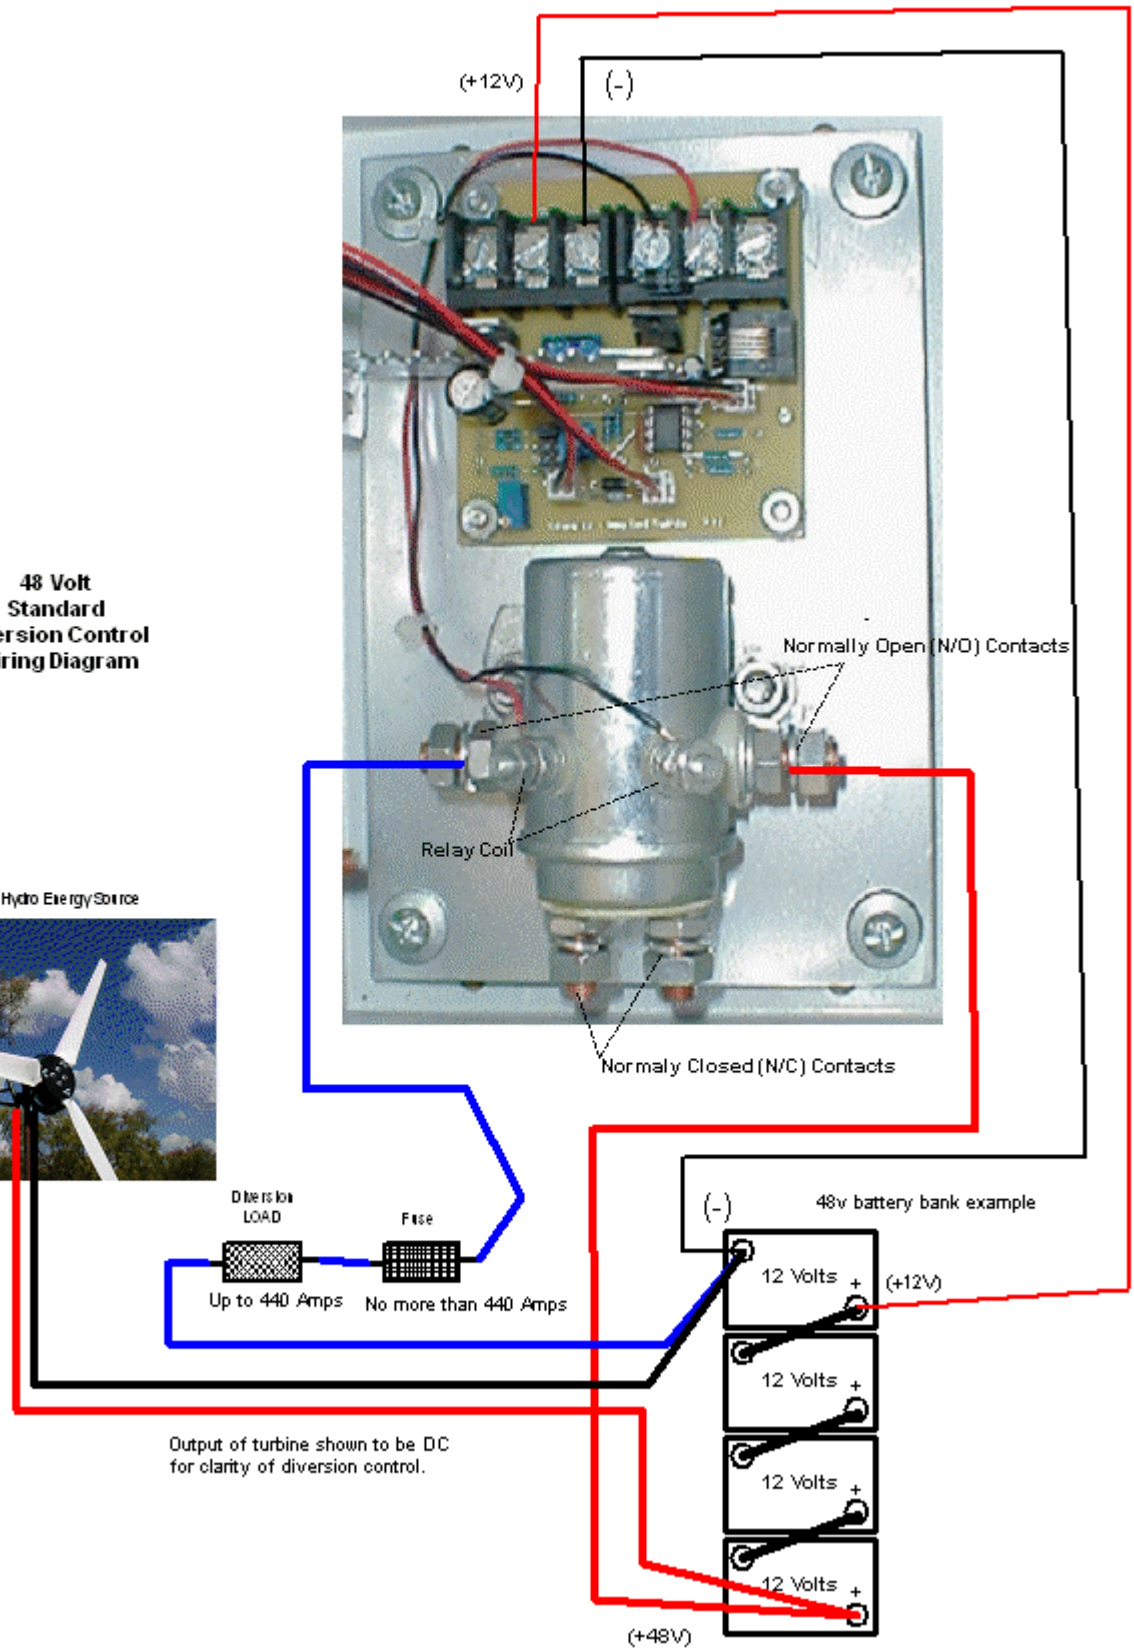 (+12V)
(-)
48 Volt
Standard
ersion Control
iring Diagram
Normally Open (N/O) Contacts
Relay Coil
Hydro Energy Source
Normaly Closed (N/C) Contacts
Diversion
LOAD
Fuse
Up to 440 Amps
No more than 440 Amps
(-)
48v battery bank example
12 Volts +
(+12V)
12 Volts +
12 Volts +
12 Volts +
(+48V)
Output of turbine shown to be DC
for clarity of diversion control.